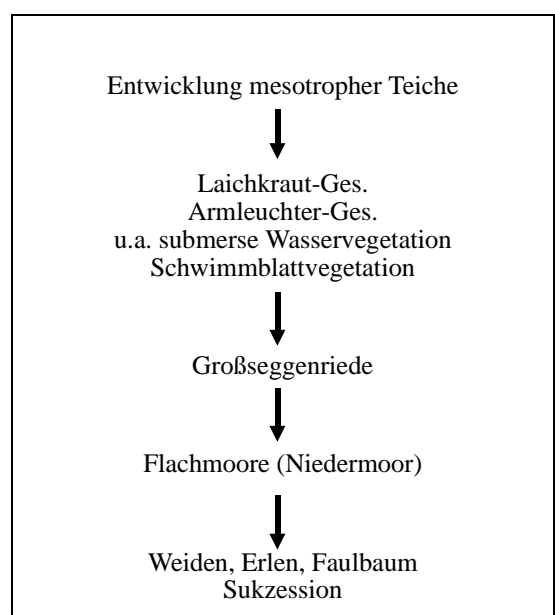 Entwicklung mesotropher Teiche
Laichkraut-Ges.
Armleuchter-Ges.
u.a. submerse Wasservegetation
Schwimmblattvegetation
Großseggenriede
Flachmoore (Niedermoor)
Weiden, Erlen, Faulbaum
Sukzession